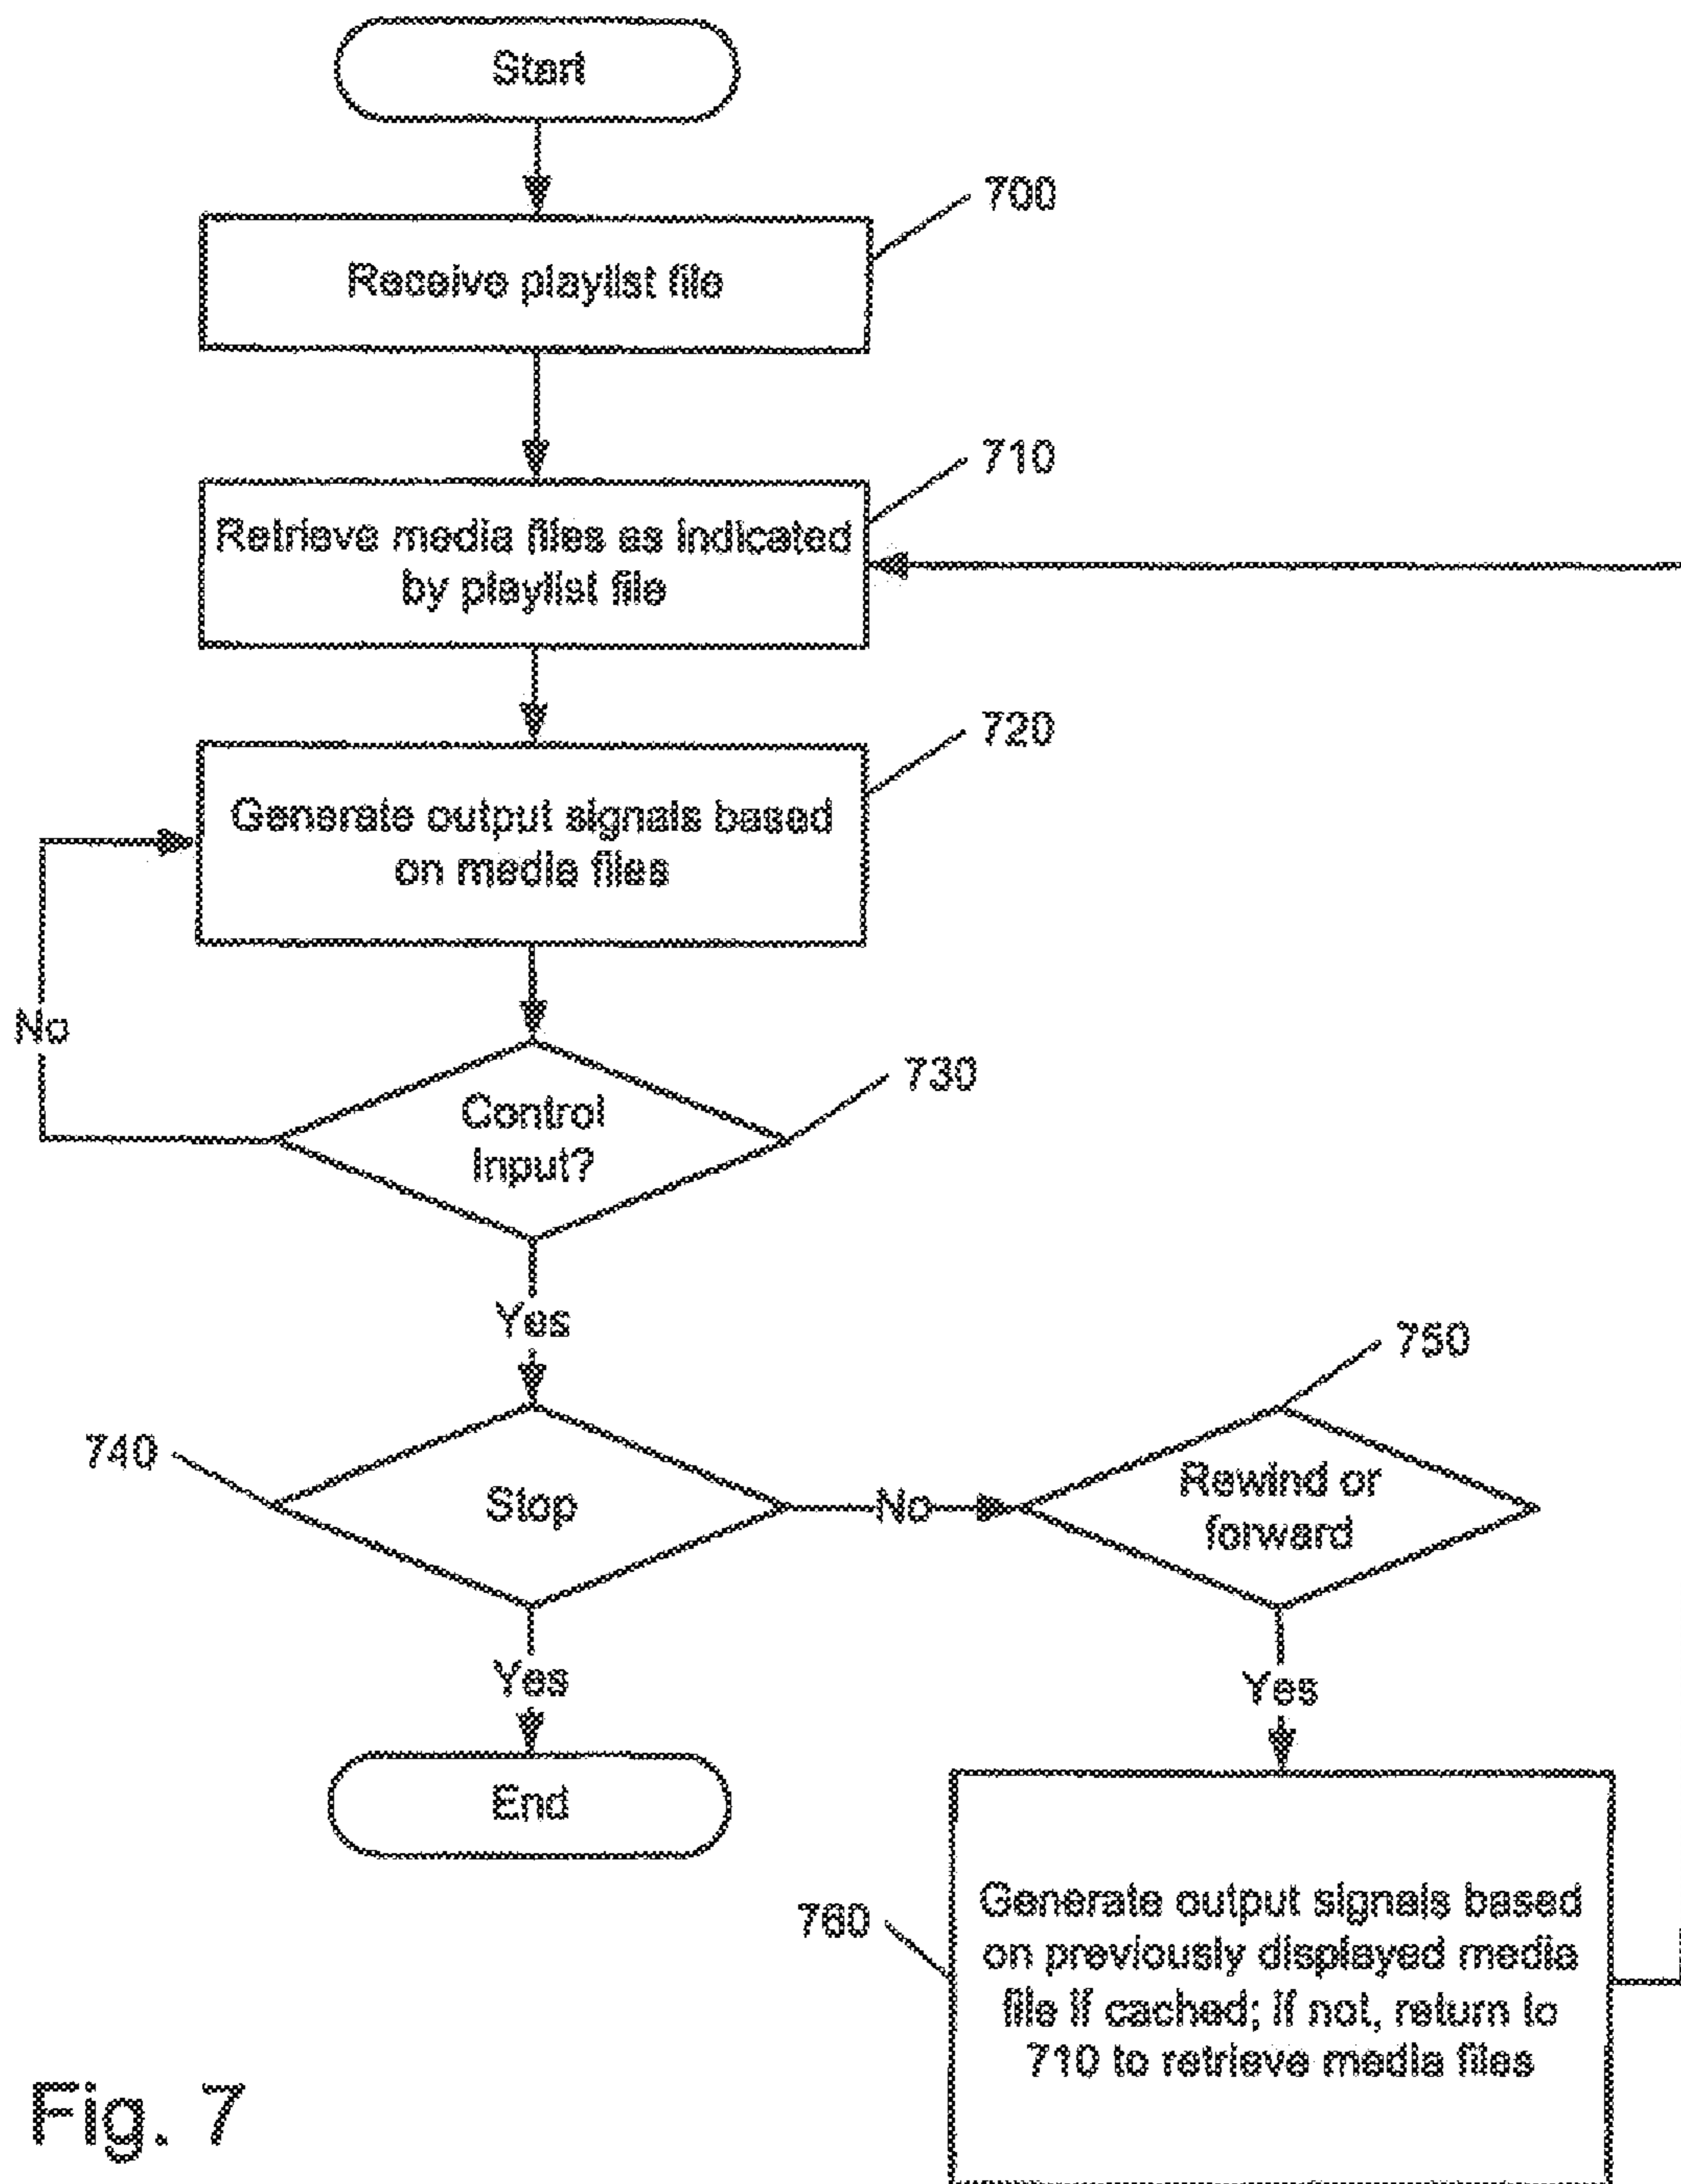 Start
700
Receive playlist file
710
Retrieve media files as indicated
by playlist file
720
Generate output signals based
on media files
No
730
Control
Input?
Yes
750
740
Stop
No
Rewind or
forward
Yes
Yes
End
760
Generate output signals based
on previously displayed media
file if cached; if not, return to
710 to retrieve media files
Fig. 7